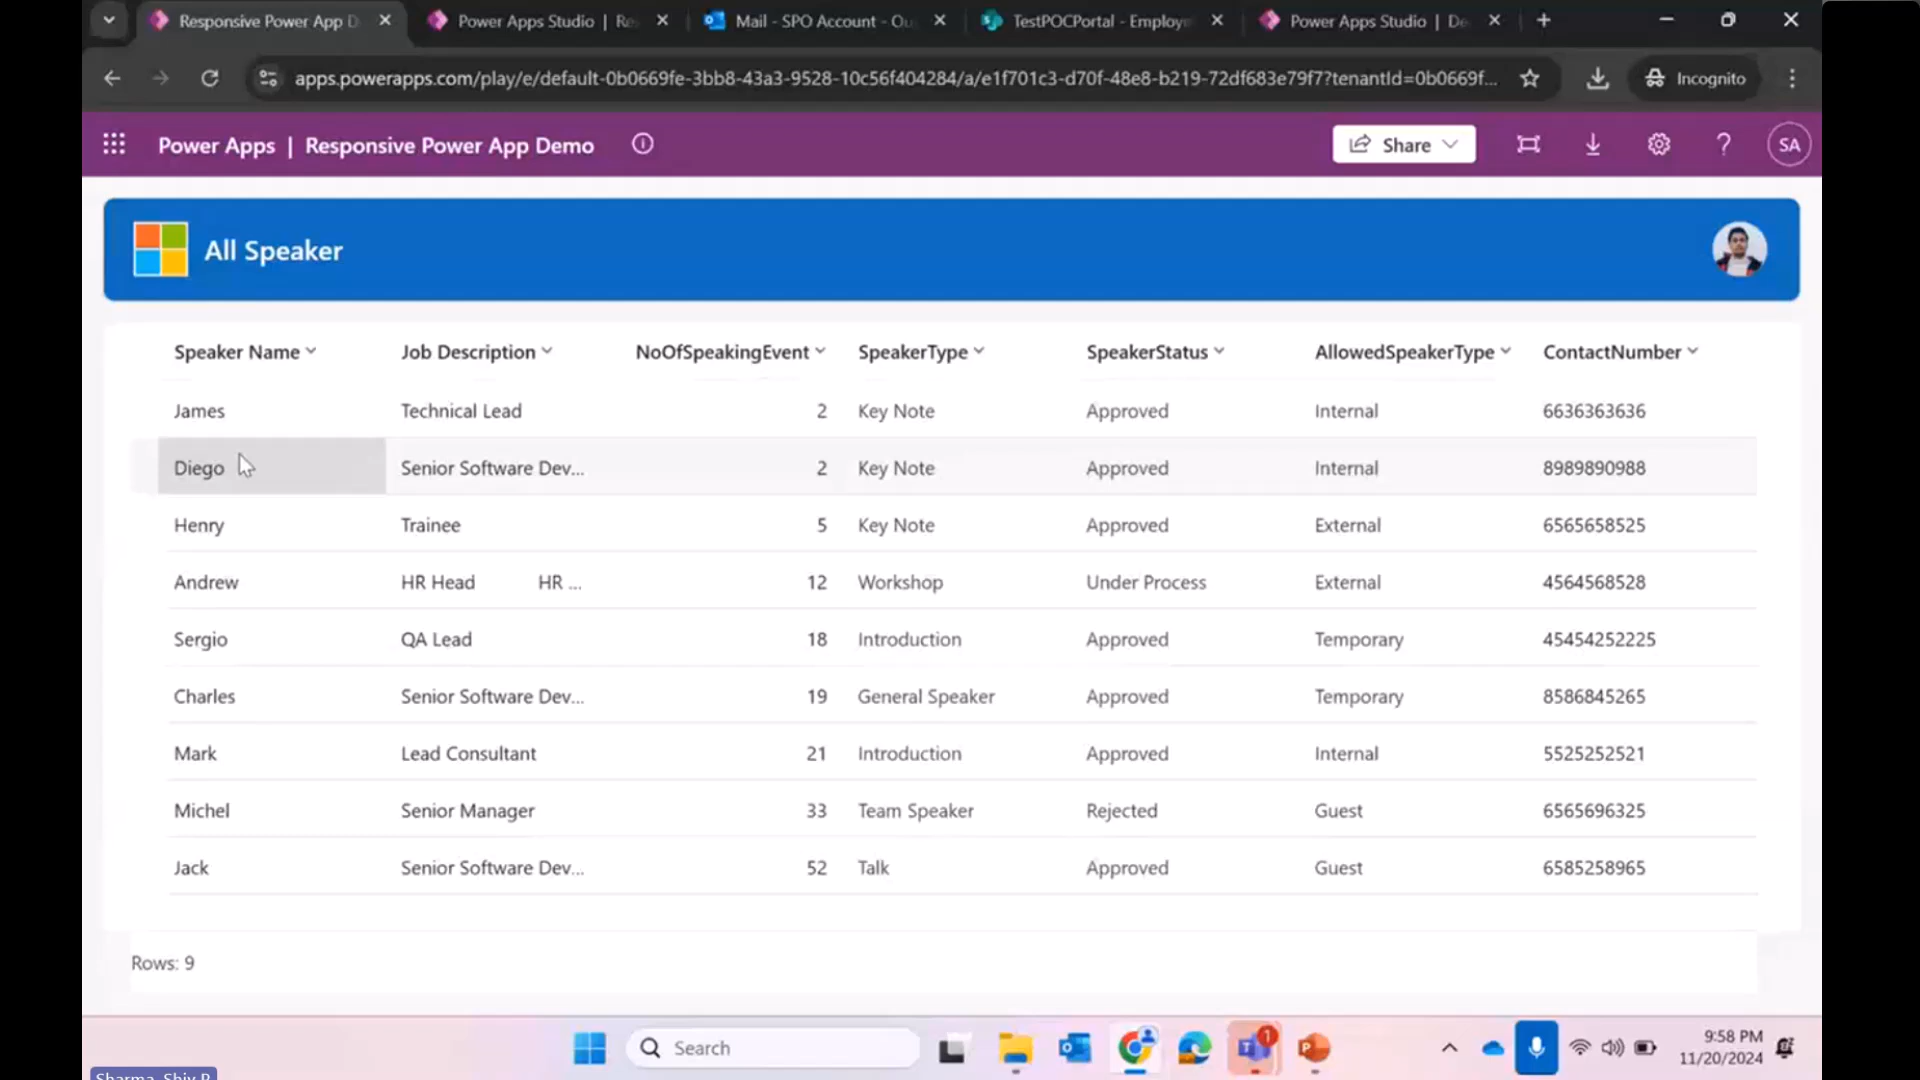 Responsive Power App D
Power Apps Studio | Re
Mail - SPO Account - Ou
TestPOCPortal - Employ
Power Apps Studio | De
apps.powerapps.com/play/e/default-0b0669fe-3bb8-43a3-9528-10c56f404284/a/e1f701c3-d70f-48e8-b219-72df683e79f7?tenantId=0b0669f...
Incognito
Power Apps | Responsive Power App Demo
Share
SA
All Speaker
Speaker Name Job Description NoOfSpeakingEvent SpeakerType SpeakerStatus AllowedSpeakerType ContactNumber
James Technical Lead 2 Key Note Approved Internal 6636363636
Diego Senior Software Dev... 2 Key Note Approved Internal 8989890988
Henry Trainee 5 Key Note Approved External 6565658525
Andrew HR Head HR ... 12 Workshop Under Process External 4564568528
Sergio QA Lead 18 Introduction Approved Temporary 45454252225
Charles Senior Software Dev... 19 General Speaker Approved Temporary 8586845265
Mark Lead Consultant 21 Introduction Approved Internal 5525252521
Michel Senior Manager 33 Team Speaker Rejected Guest 6565696325
Jack Senior Software Dev... 52 Talk Approved Guest 6585258965
Rows: 9
Search
1
9:58 PM
11/20/2024
Sharma, Shiv P